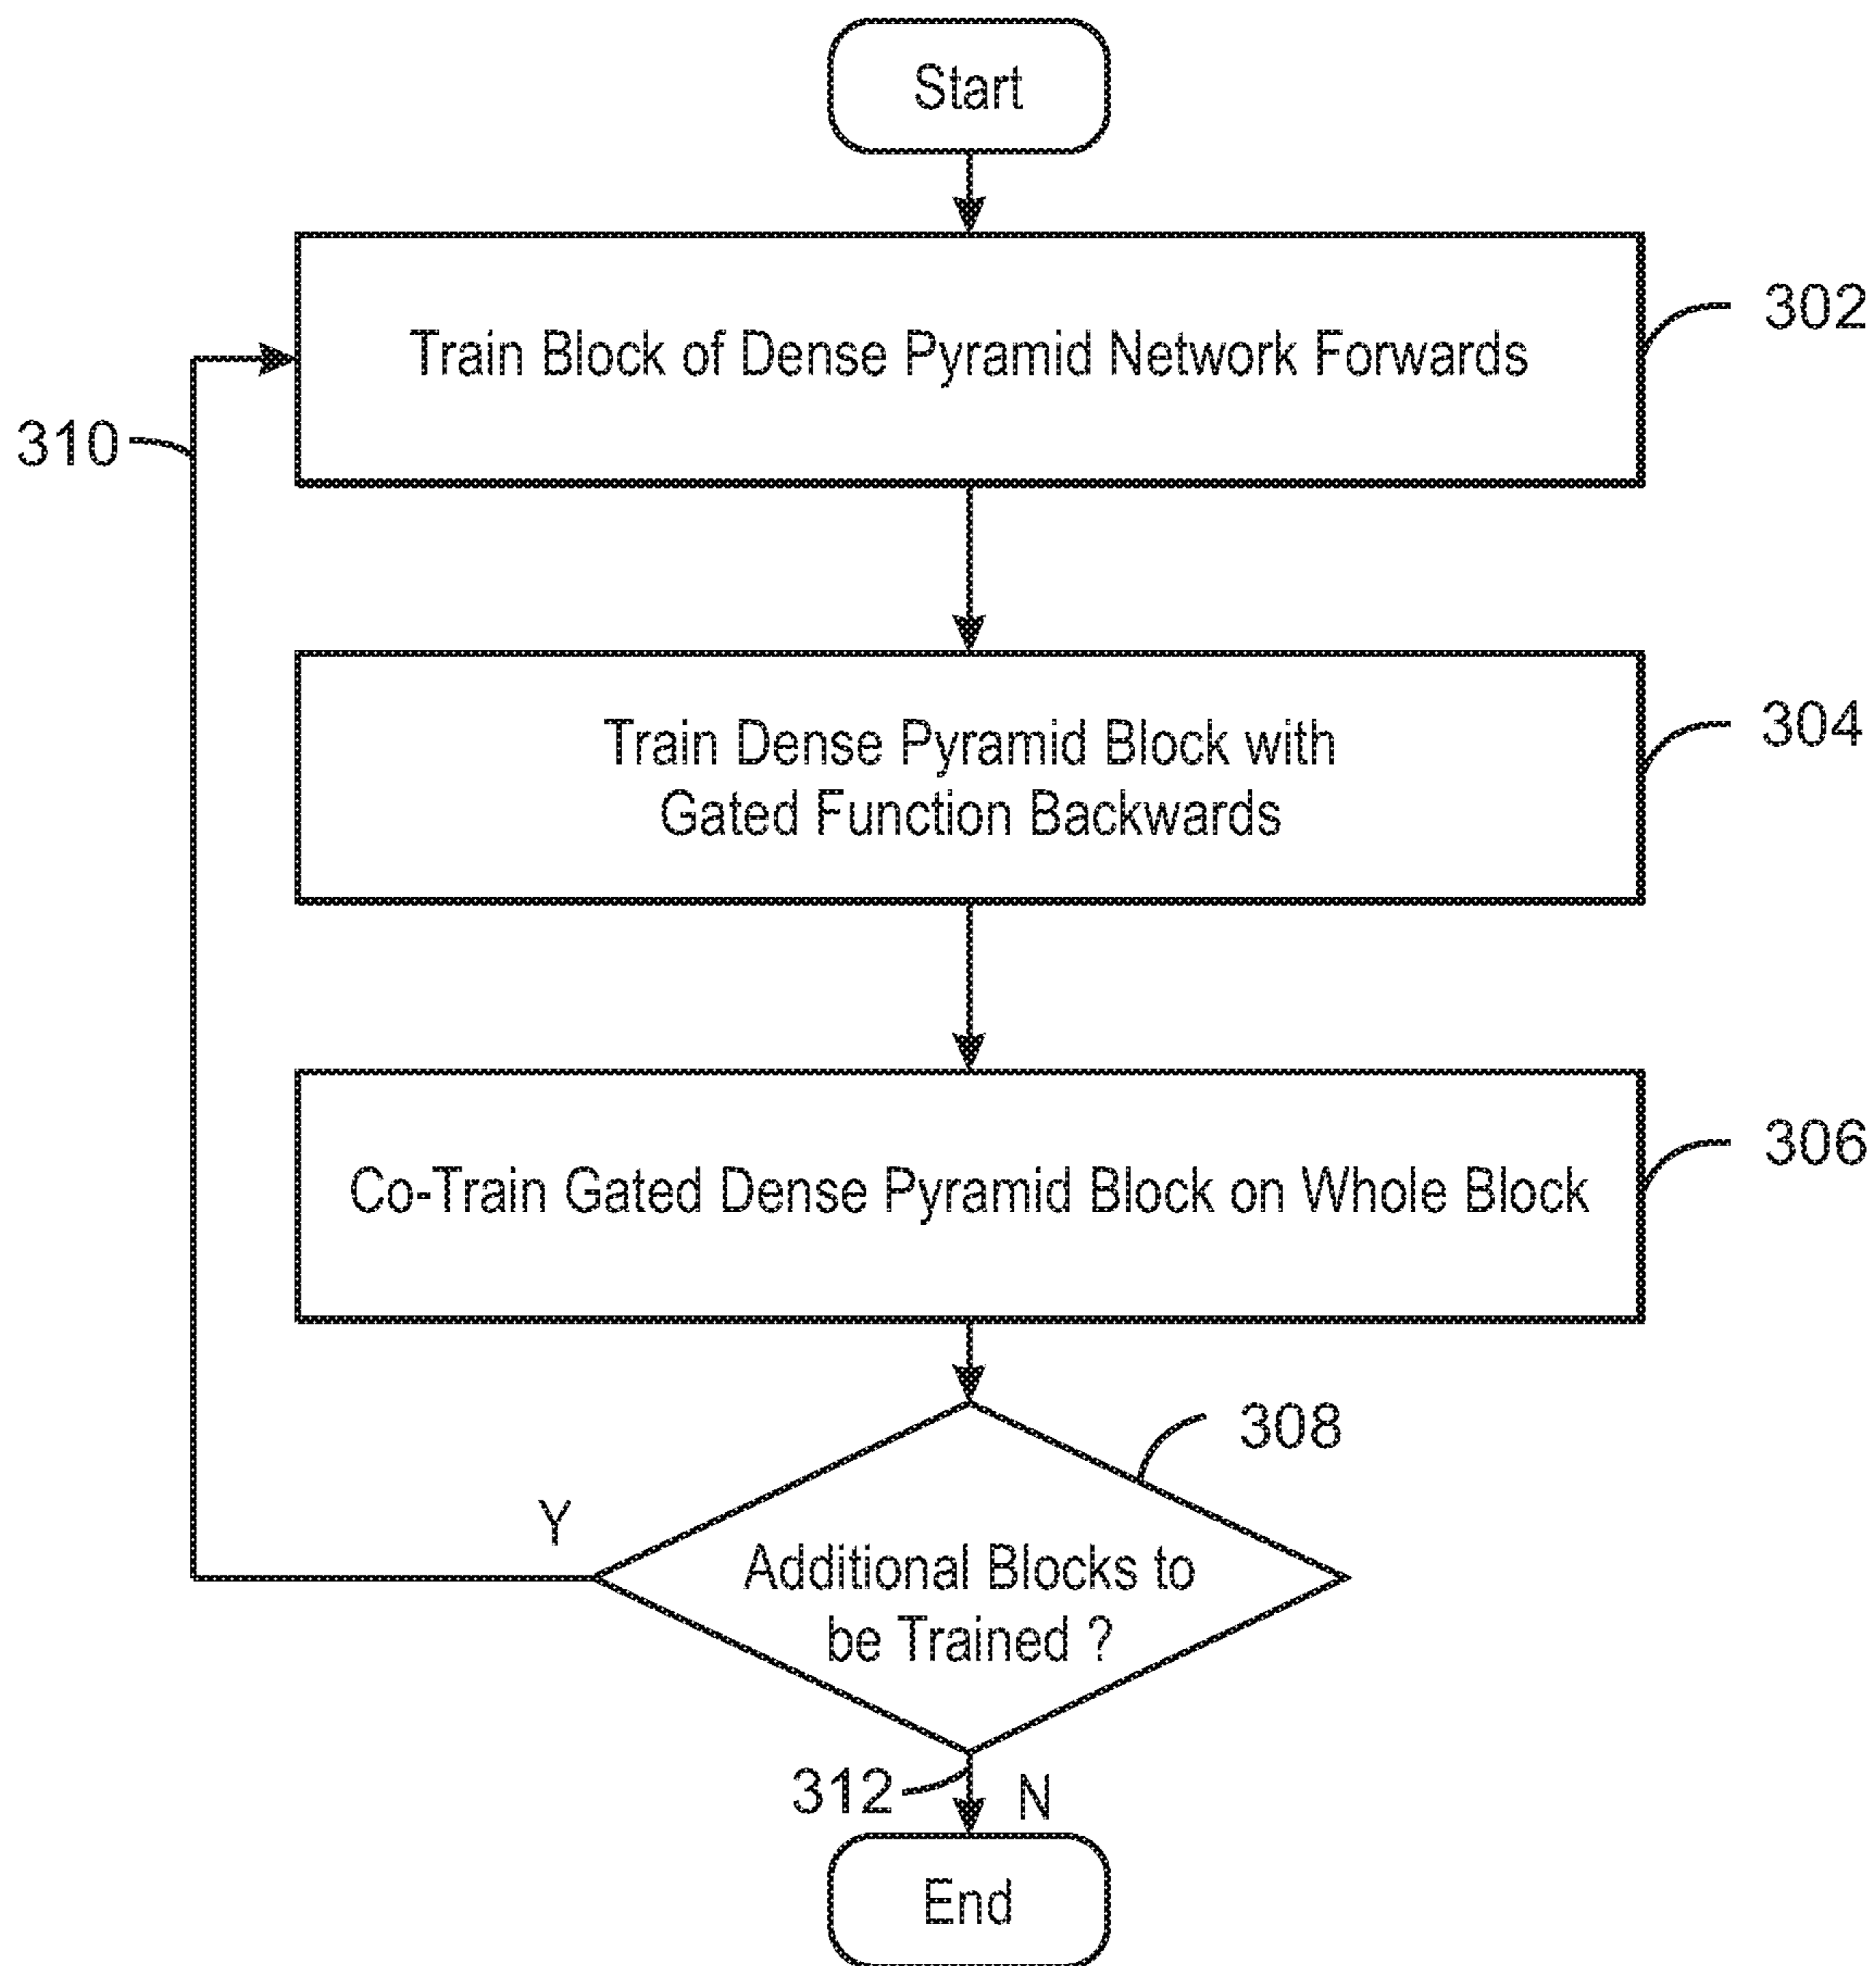 Start
Train Block of Dense Pyramid Network Forwards
302
310
Train Dense Pyramid Block with
Gated Function Backwards
304
Co-Train Gated Dense Pyramid Block on Whole Block
306
308
Y
Additional Blocks to
be Trained ?
312
N
End